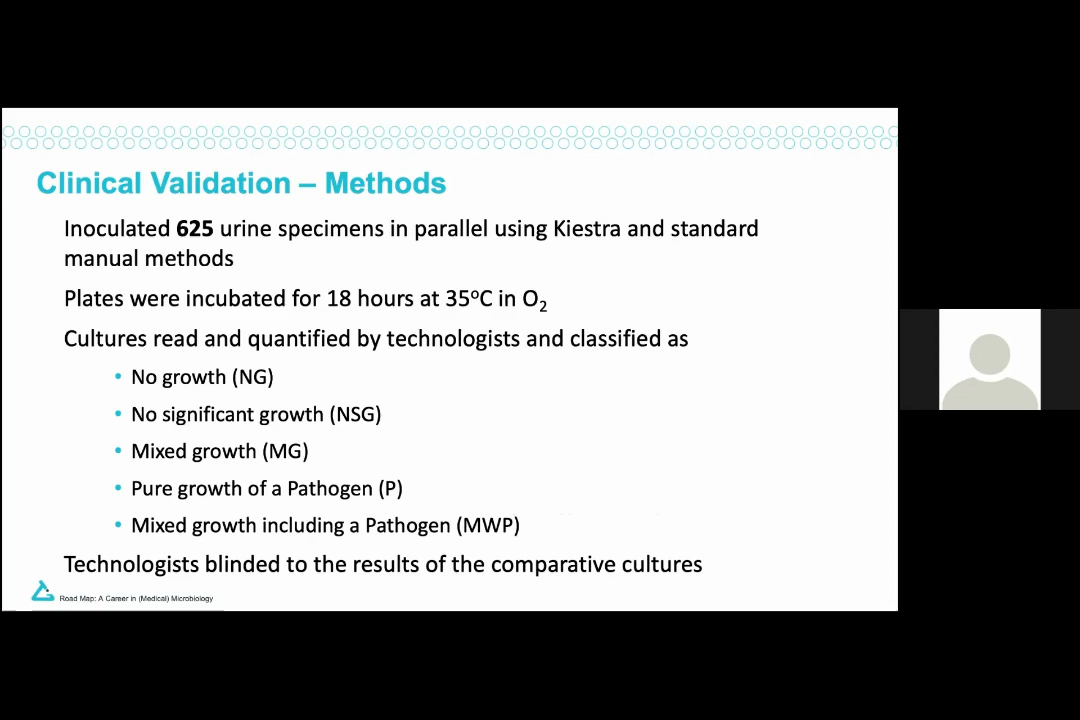 Clinical Validation – Methods
Inoculated 625 urine specimens in parallel using Kiestra and standard
manual methods
Plates were incubated for 18 hours at 35°C in O₂
Cultures read and quantified by technologists and classified as
• No growth (NG)
• No significant growth (NSG)
• Mixed growth (MG)
• Pure growth of a Pathogen (P)
• Mixed growth including a Pathogen (MWP)
Technologists blinded to the results of the comparative cultures
Road Map: A Career in (Medical) Microbiology